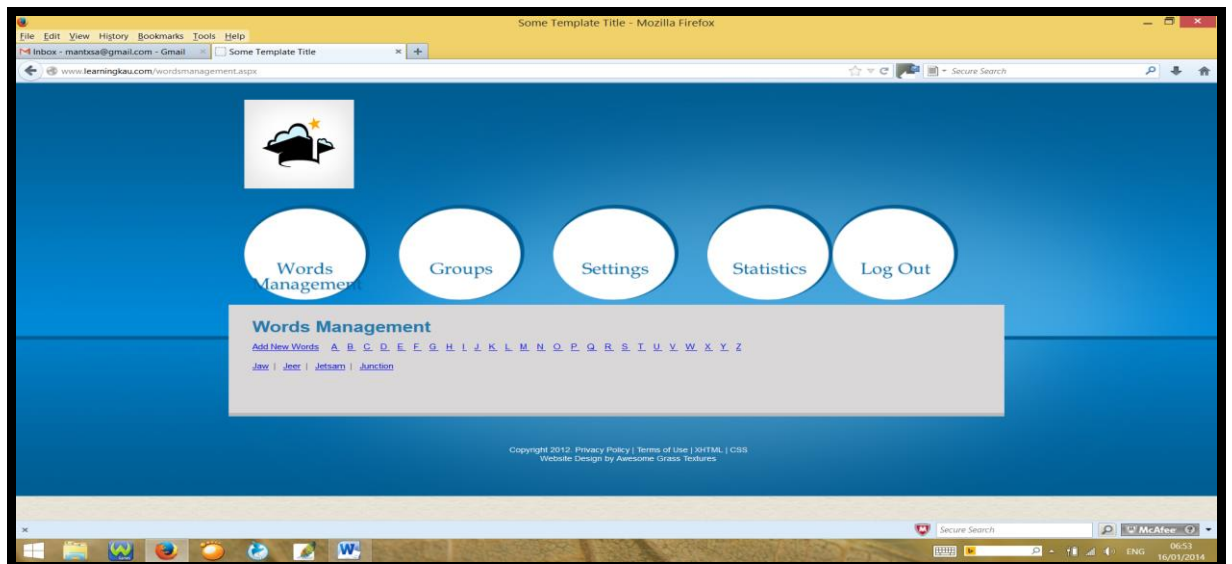 Some Template Title - Mozilla Firefox
File Edit View History Bookmarks Tools Help
Inbox - mantxsa@gmail.com - Gmail × Some Template Title × +
www.learningkau.com/wordsmanagement.aspx Secure Search
Words Management Groups Settings Statistics Log Out
Words Management
Add New Words A B C D E F G H I J K L M N O P Q R S T U V W X Y Z
Jaw | Jeer | Jetsam | Junction
Copyright 2012. Privacy Policy | Terms of Use | XHTML | CSS
Website Design by Awesome Grass Textures
× Secure Search McAfee
ENG 06:53
16/01/2014